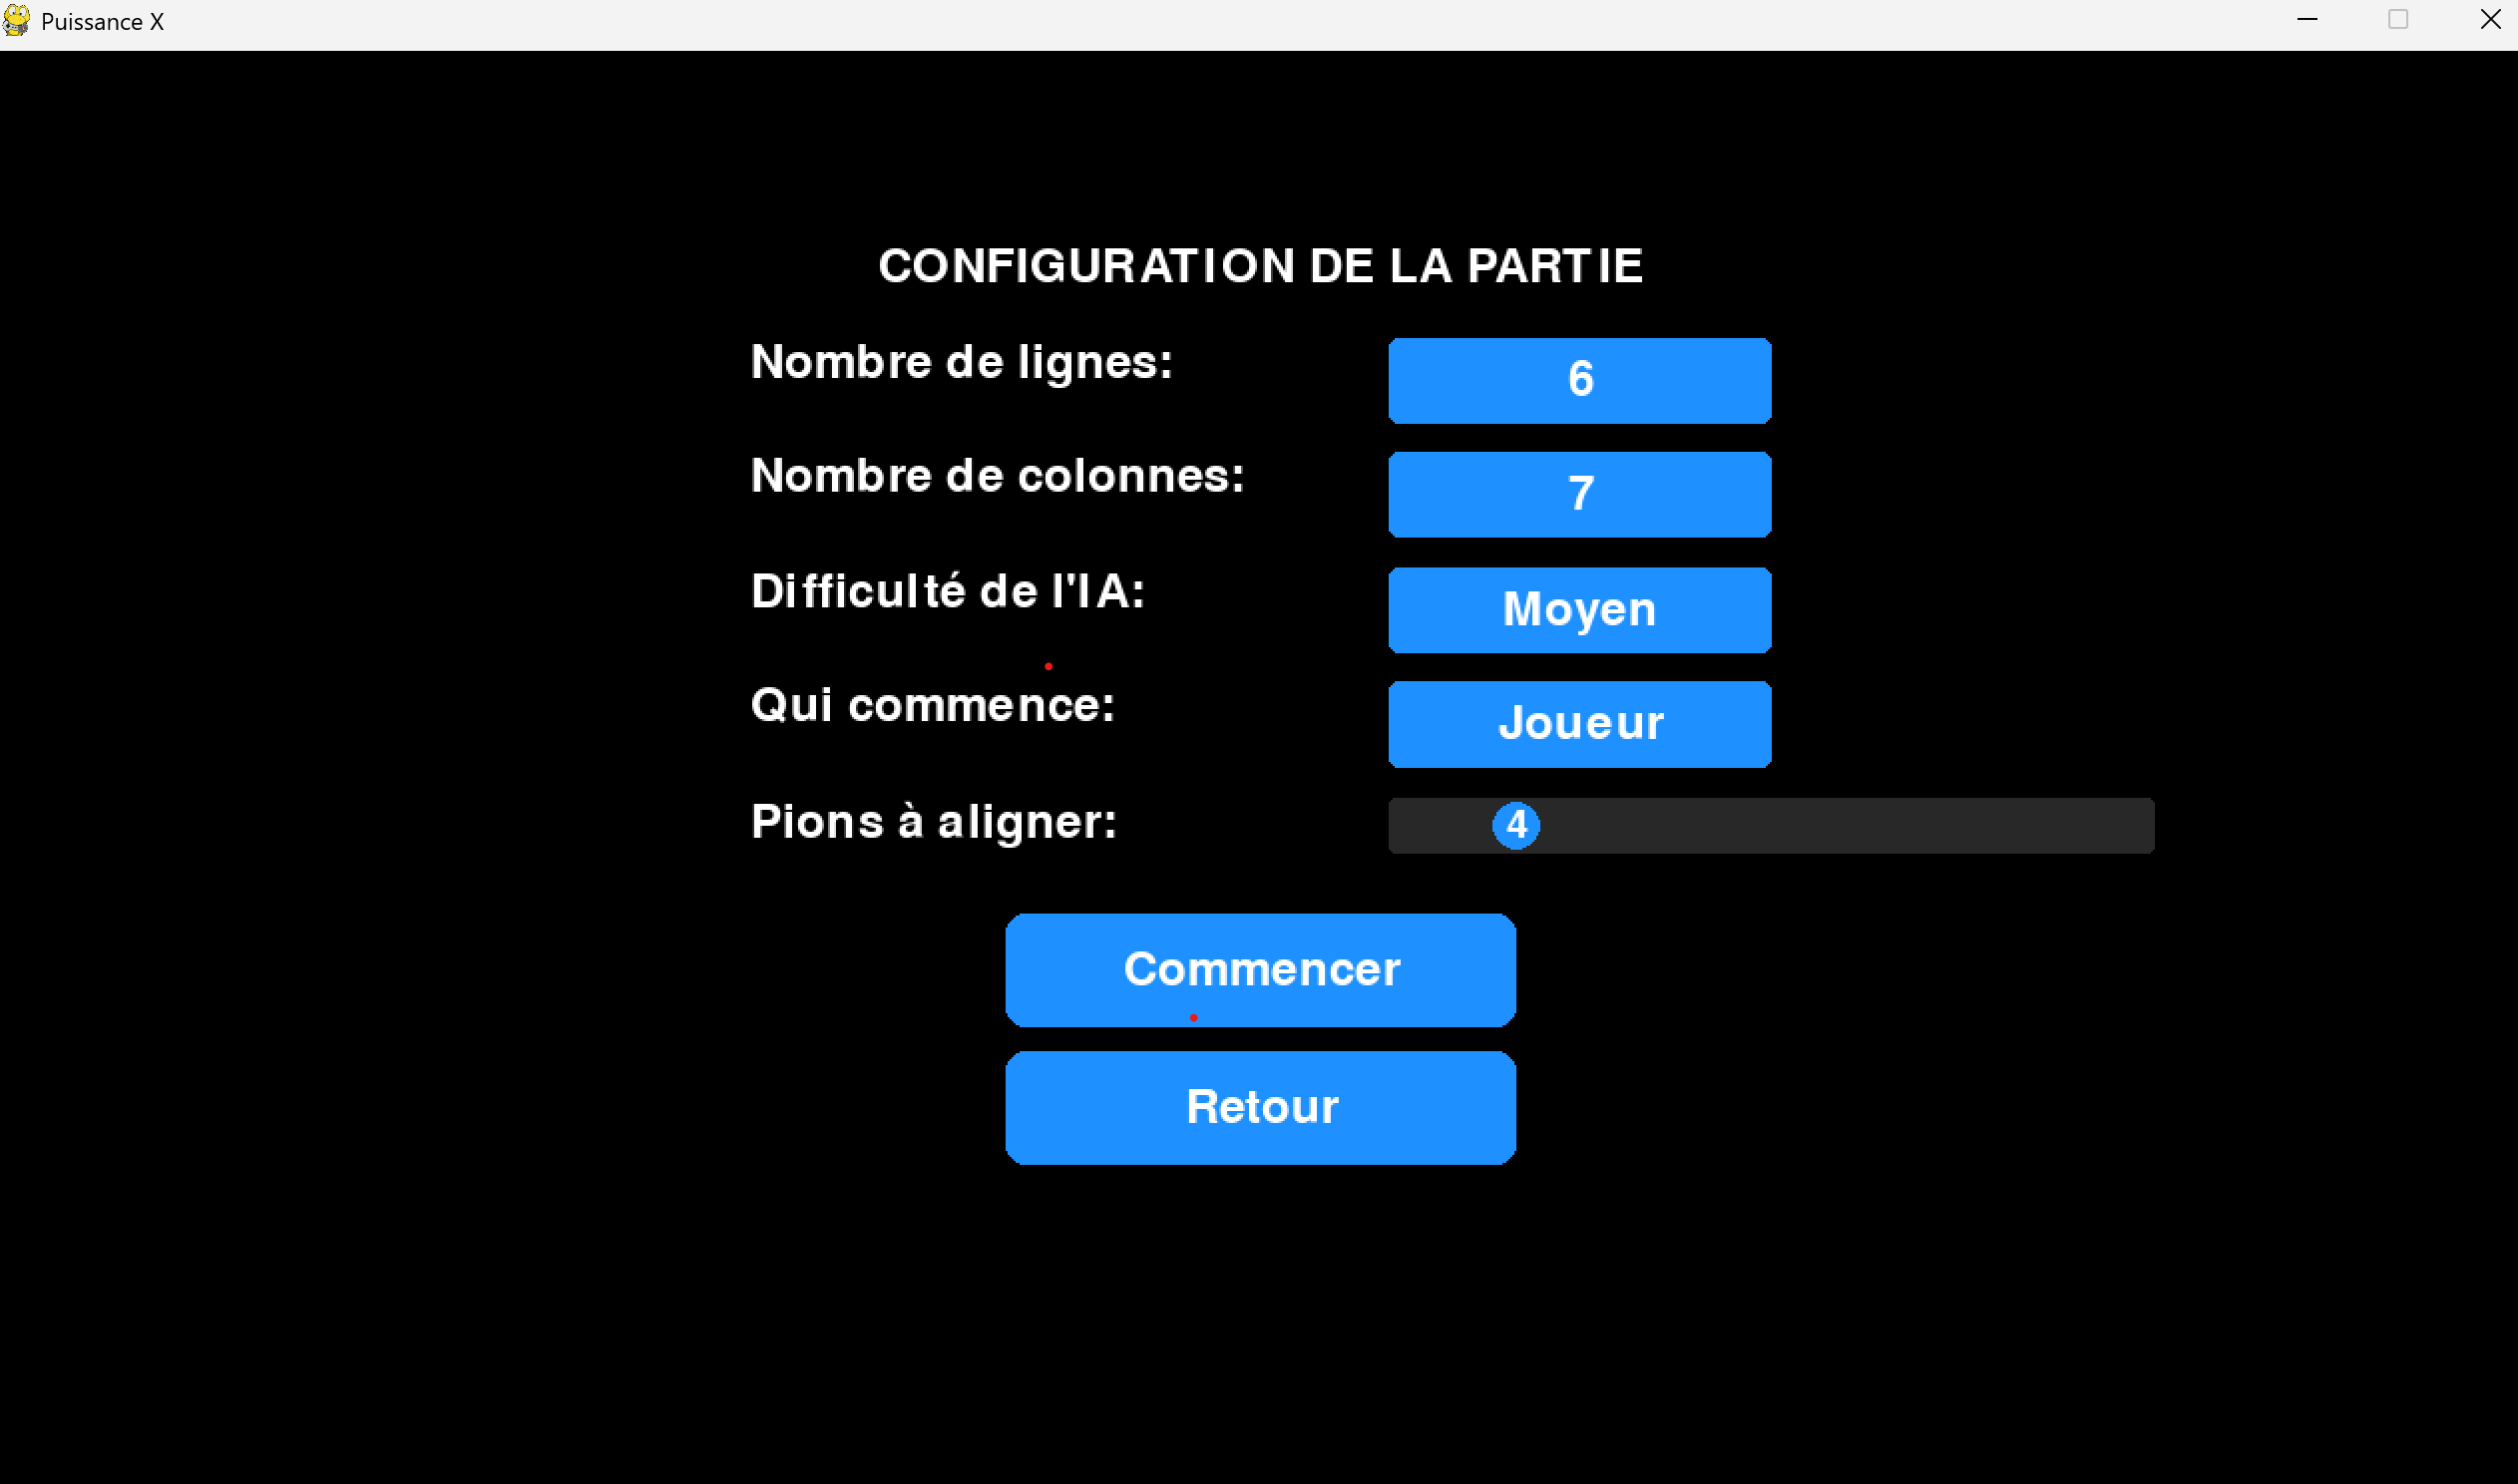 Puissance X
CONFIGURATION DE LA PARTIE
Nombre de lignes: 6
Nombre de colonnes: 7
Difficulté de l'IA: Moyen
Qui commence: Joueur
Pions à aligner: 4
Commencer
Retour